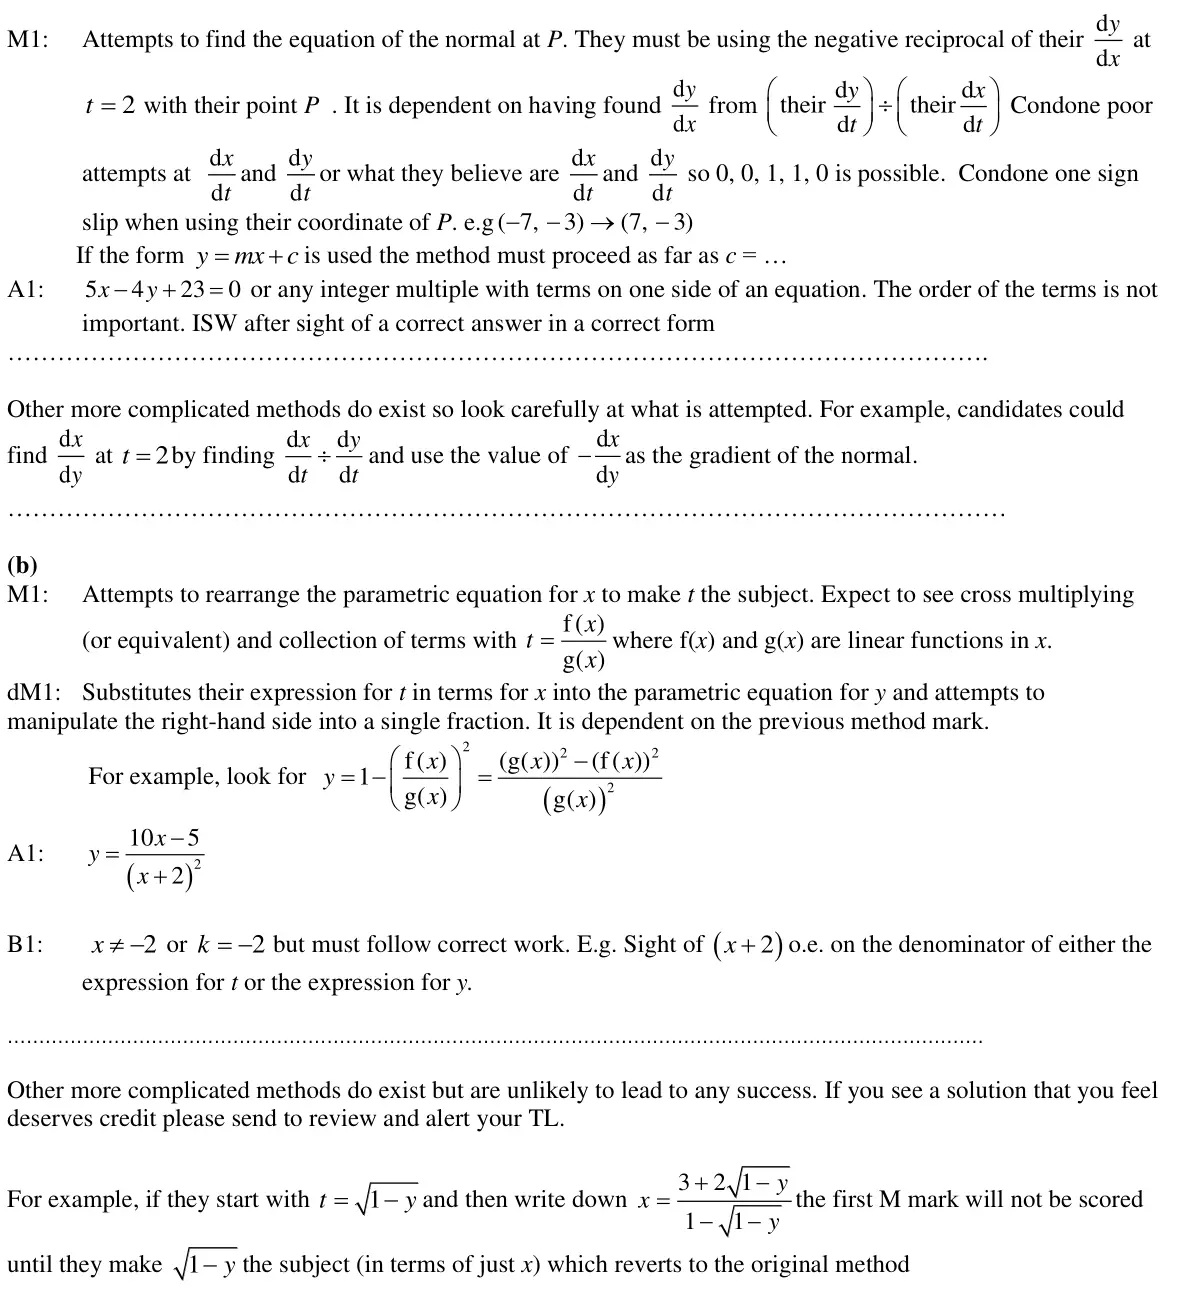 M1: Attempts to find the equation of the normal at P. They must be using the negative reciprocal of their dy/dx at
t = 2 with their point P . It is dependent on having found dy/dx from (their dy/dt) ÷ (their dx/dt) Condone poor
attempts at dx/dt and dy/dt or what they believe are dx/dt and dy/dt so 0, 0, 1, 1, 0 is possible. Condone one sign
slip when using their coordinate of P. e.g (−7, −3) → (7, −3)
If the form y = mx + c is used the method must proceed as far as c = …
A1: 5x − 4y + 23 = 0 or any integer multiple with terms on one side of an equation. The order of the terms is not
important. ISW after sight of a correct answer in a correct form
……………………………………………………………………………………………………….
Other more complicated methods do exist so look carefully at what is attempted. For example, candidates could
find dx/dy at t = 2 by finding dx/dt ÷ dy/dt and use the value of −dx/dy as the gradient of the normal.
…………………………………………………………………………………………………………
(b)
M1: Attempts to rearrange the parametric equation for x to make t the subject. Expect to see cross multiplying
(or equivalent) and collection of terms with t = f(x)/g(x) where f(x) and g(x) are linear functions in x.
dM1: Substitutes their expression for t in terms for x into the parametric equation for y and attempts to
manipulate the right-hand side into a single fraction. It is dependent on the previous method mark.
For example, look for y = 1 − (f(x)/g(x))² = ((g(x))² − (f(x))²)/(g(x))²
A1: y = (10x − 5)/(x + 2)²
B1: x ≠ −2 or k = −2 but must follow correct work. E.g. Sight of (x + 2) o.e. on the denominator of either the
expression for t or the expression for y.
…………………………………………………………………………………………………………
Other more complicated methods do exist but are unlikely to lead to any success. If you see a solution that you feel
deserves credit please send to review and alert your TL.
For example, if they start with t = √(1 − y) and then write down x = (3 + 2√(1 − y))/(1 − √(1 − y)) the first M mark will not be scored
until they make √(1 − y) the subject (in terms of just x) which reverts to the original method